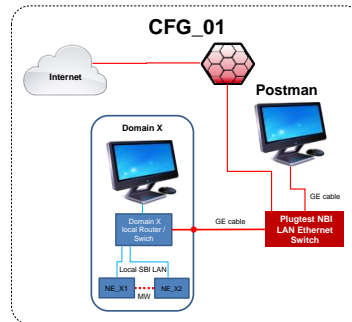 CFG_01
Internet
Postman
Domain X
GE cable
GE cable
Domain X
local Router /
Swich
Plugtest NBI
LAN Ethernet
Switch
Local SBI LAN
NE_X1
NE_X2
MW